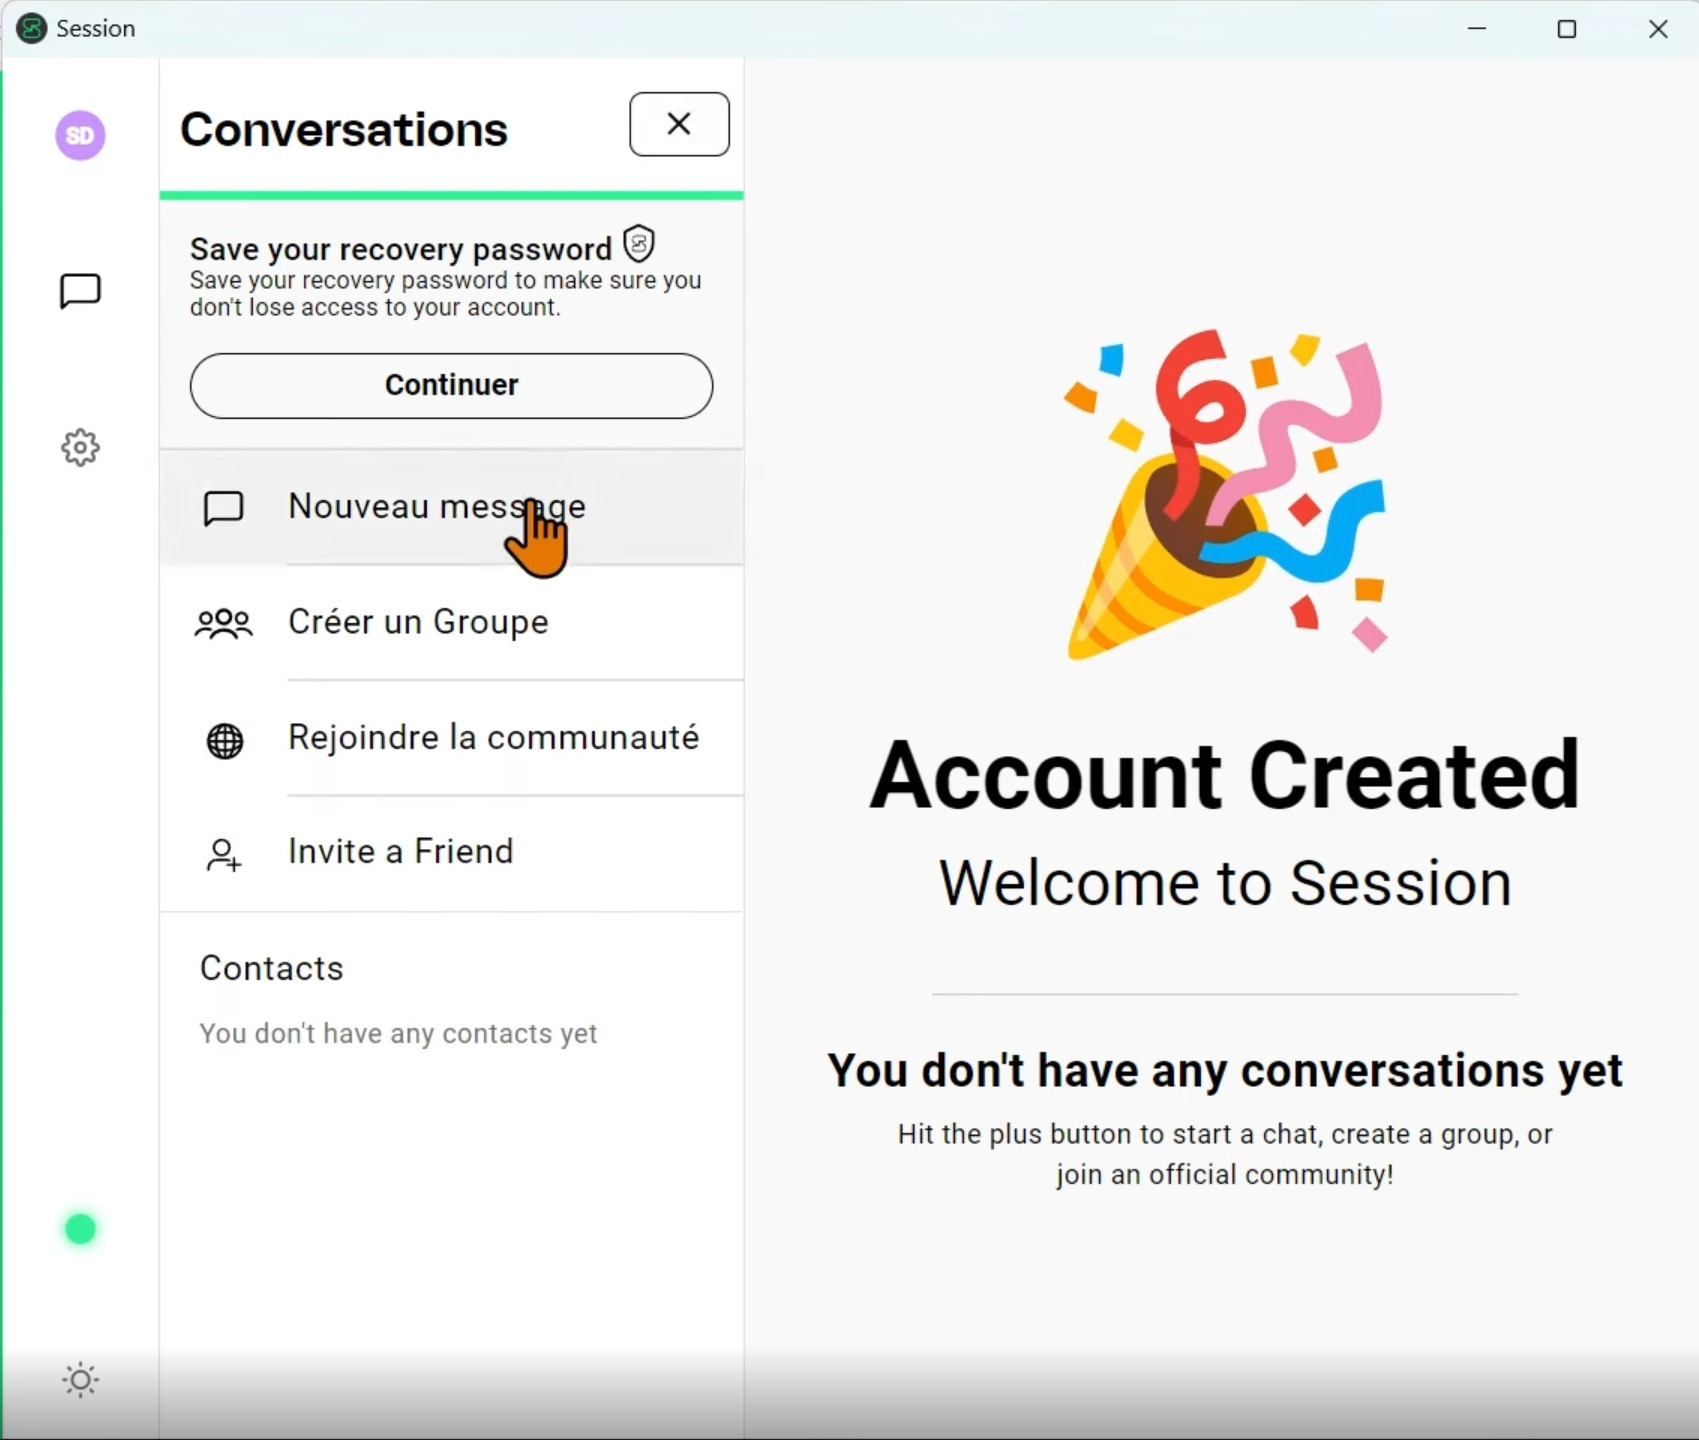 Session
SD
Conversations
Save your recovery password
Save your recovery password to make sure you
don't lose access to your account.
Continuer
Nouveau message
Créer un Groupe
Rejoindre la communauté
Invite a Friend
Contacts
You don't have any contacts yet
Account Created
Welcome to Session
You don't have any conversations yet
Hit the plus button to start a chat, create a group, or
join an official community!